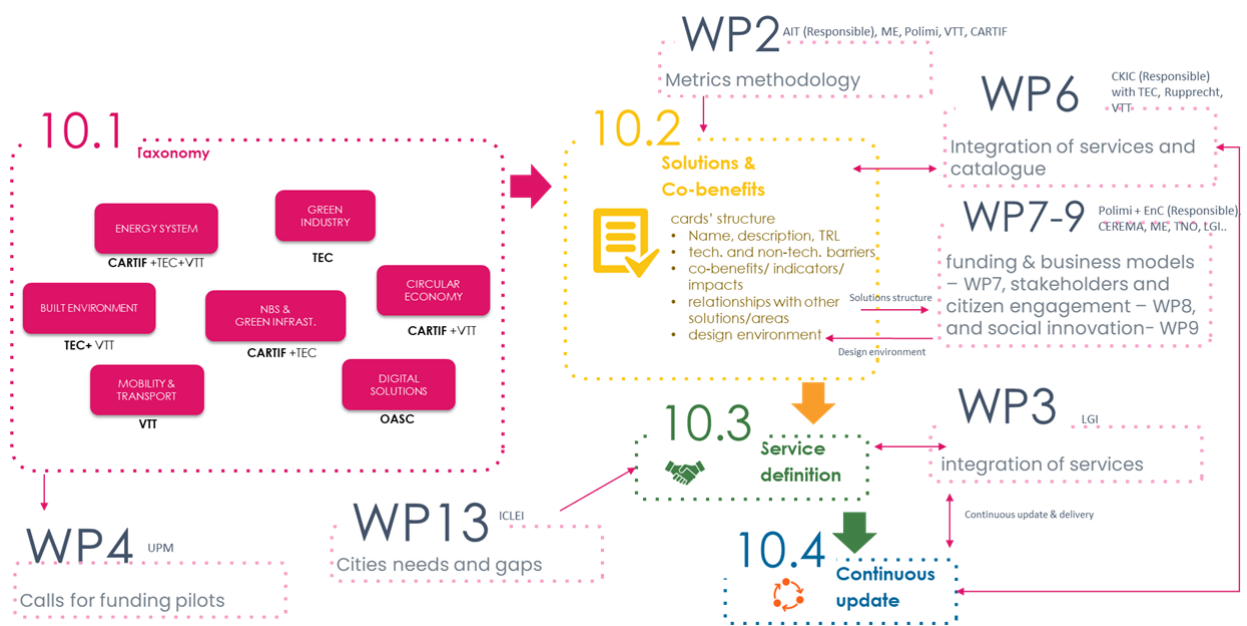 10.1
Taxonomy
ENERGY SYSTEM
CARTIF +TEC+VTT
GREEN
INDUSTRY
TEC
BUILT ENVIRONMENT
TEC+ VTT
NBS &
GREEN INFRAST.
CARTIF +TEC
CIRCULAR
ECONOMY
CARTIF +VTT
MOBILITY &
TRANSPORT
VTT
DIGITAL
SOLUTIONS
OASC
WP4
UPM
Calls for funding pilots
WP13
ICLEI
Cities needs and gaps
WP2
AIT (Responsible), ME, Polimi, VTT, CARTIF
Metrics methodology
10.2
Solutions &
Co-benefits
cards' structure
• Name, description, TRL
• tech. and non-tech. barriers
• co-benefits/ indicators/
impacts
• relationships with other
solutions/areas
• design environment
Solutions structure
Design environment
WP6
CKIC (Responsible)
with TEC, Rupprecht,
VTT
Integration of services and
catalogue
WP7-9
Polimi + EnC (Responsible),
CEREMA, ME, TNO, LGI..
funding & business models
– WP7, stakeholders and
citizen engagement – WP8,
and social innovation- WP9
10.3
Service
definition
WP3
LGI
integration of services
Continuous update & delivery
10.4
Continuous
update